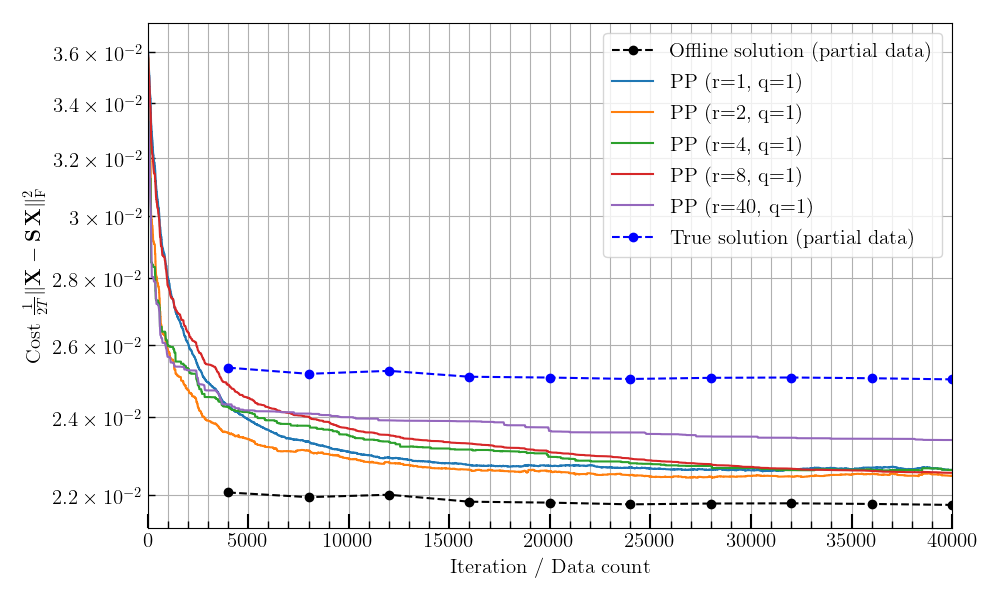 3.6 × 10⁻²
3.4 × 10⁻²
3.2 × 10⁻²
3 × 10⁻²
2.8 × 10⁻²
2.6 × 10⁻²
2.4 × 10⁻²
2.2 × 10⁻²
Cost 1/2T ||X − S X||²_F
Offline solution (partial data)
PP (r=1, q=1)
PP (r=2, q=1)
PP (r=4, q=1)
PP (r=8, q=1)
PP (r=40, q=1)
True solution (partial data)
0 5000 10000 15000 20000 25000 30000 35000 40000
Iteration / Data count